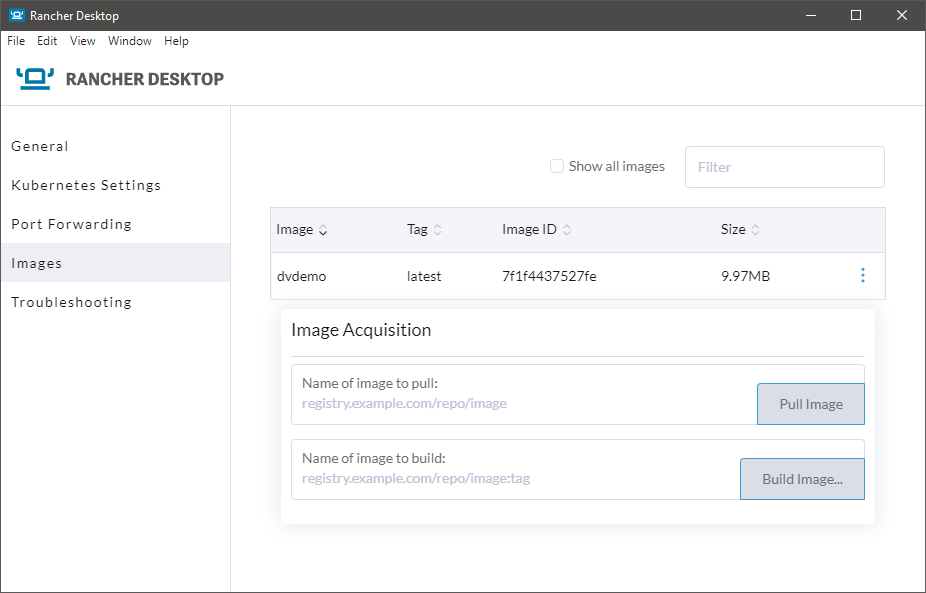 Rancher Desktop
File Edit View Window Help
RANCHER DESKTOP
General
Kubernetes Settings
Port Forwarding
Images
Troubleshooting
Show all images
Filter
Image Tag Image ID Size
dvdemo latest 7f1f4437527fe 9.97MB
Image Acquisition
Name of image to pull:
registry.example.com/repo/image
Pull Image
Name of image to build:
registry.example.com/repo/image:tag
Build Image...